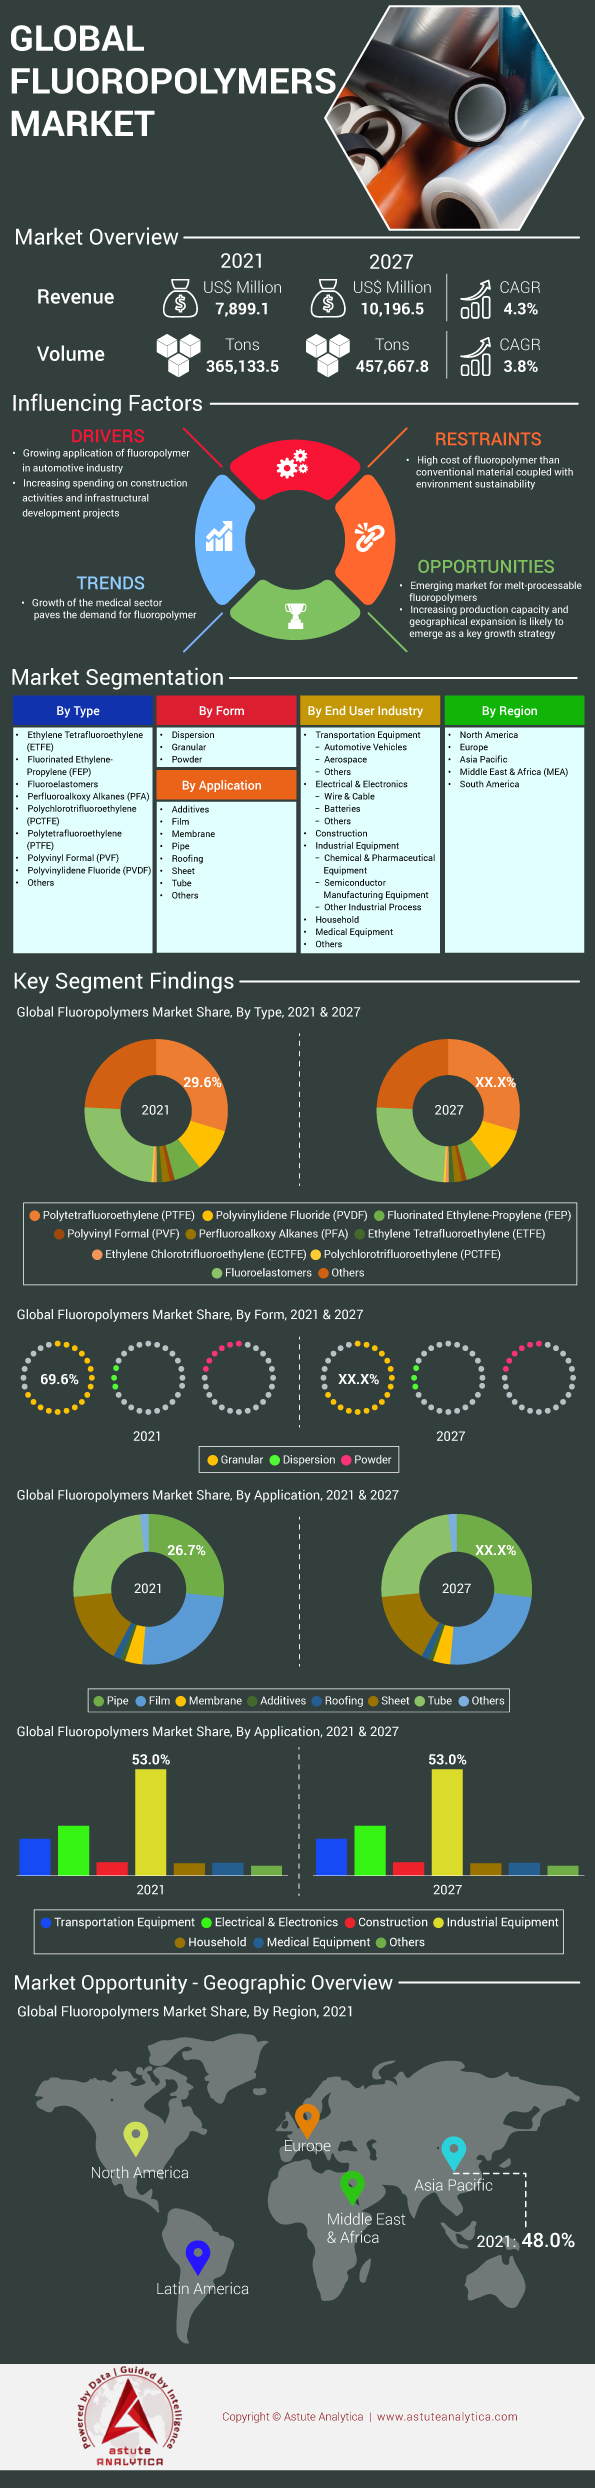 GLOBAL
FLUOROPOLYMERS
MARKET
Market Overview
2021
2027
Revenue
US$ Million
7,899.1
US$ Million
10,196.5
CAGR
4.3%
Volume
Tons
365,133.5
Tons
457,667.8
CAGR
3.8%
Influencing Factors
DRIVERS
• Growing application of fluoropolymer
in automotive industry
• Increasing spending on construction
activities and infrastructural
development projects
RESTRAINTS
• High cost of fluoropolymer than
conventional material coupled with
environment sustainability
TRENDS
• Growth of the medical sector
paves the demand for fluoropolymer
OPPORTUNITIES
• Emerging market for melt-processable
fluoropolymers
• Increasing production capacity and
geographical expansion is likely to
emerge as a key growth strategy
Market Segmentation
By Type
• Ethylene Tetrafluoroethylene
(ETFE)
• Fluorinated Ethylene-
Propylene (FEP)
• Fluoroelastomers
• Perfluoroalkoxy Alkanes (PFA)
• Polychlorotrifluoroethylene
(PCTFE)
• Polytetrafluoroethylene
(PTFE)
• Polyvinyl Formal (PVF)
• Polyvinylidene Fluoride (PVDF)
• Others
By Form
• Dispersion
• Granular
• Powder
By Application
• Additives
• Film
• Membrane
• Pipe
• Roofing
• Sheet
• Tube
• Others
By End User Industry
• Transportation Equipment
– Automotive Vehicles
– Aerospace
– Others
• Electrical & Electronics
– Wire & Cable
– Batteries
– Others
• Construction
• Industrial Equipment
– Chemical & Pharmaceutical
Equipment
– Semiconductor
Manufacturing Equipment
– Other Industrial Process
• Household
• Medical Equipment
• Others
By Region
• North America
• Europe
• Asia Pacific
• Middle East & Africa (MEA)
• South America
Key Segment Findings
Global Fluoropolymers Market Share, By Type, 2021 & 2027
29.6%
2021
XX.X%
2027
Polytetrafluoroethylene (PTFE) Polyvinylidene Fluoride (PVDF) Fluorinated Ethylene-Propylene (FEP)
Polyvinyl Formal (PVF) Perfluoroalkoxy Alkanes (PFA) Ethylene Tetrafluoroethylene (ETFE)
Ethylene Chlorotrifluoroethylene (ECTFE) Polychlorotrifluoroethylene (PCTFE)
Fluoroelastomers Others
Global Fluoropolymers Market Share, By Form, 2021 & 2027
69.6%
XX.X%
2021
2027
Granular Dispersion Powder
Global Fluoropolymers Market Share, By Application, 2021 & 2027
26.7%
2021
XX.X%
2027
Pipe Film Membrane Additives Roofing Sheet Tube Others
Global Fluoropolymers Market Share, By Application, 2021 & 2027
53.0%
53.0%
2021
2027
Transportation Equipment Electrical & Electronics Construction Industrial Equipment
Household Medical Equipment Others
Market Opportunity - Geographic Overview
Global Fluoropolymers Market Share, By Region, 2021
Europe
North America
Asia Pacific
Middle East
& Africa
2021: 48.0%
Latin America
Powered by Data | Guided by Intelligence
astute
ANALYTICA
Copyright © Astute Analytica | www.astuteanalytica.com